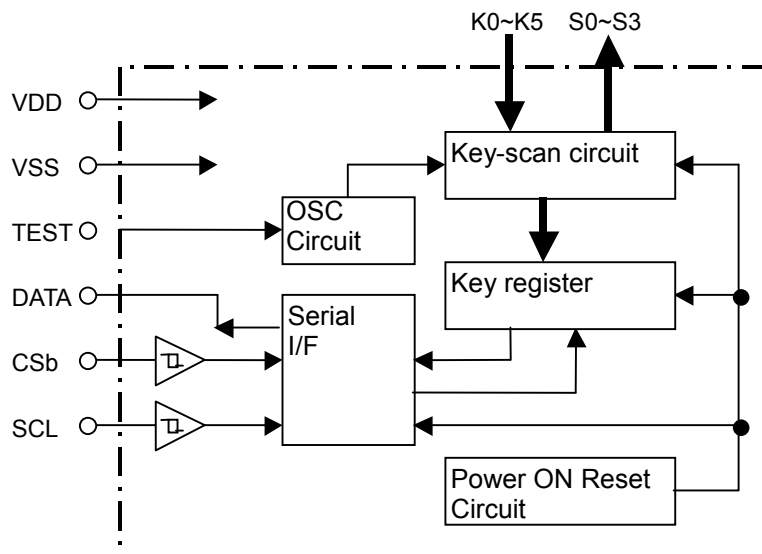 K0~K5 S0~S3
VDD
VSS
TEST
DATA
CSb
SCL
Key-scan circuit
OSC
Circuit
Key register
Serial
I/F
Power ON Reset
Circuit